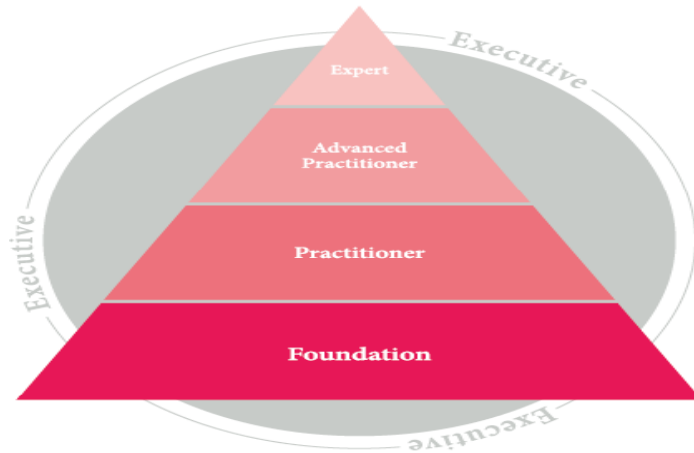 Executive
Expert
Advanced
Practitioner
Executive
Practitioner
Foundation
Executive